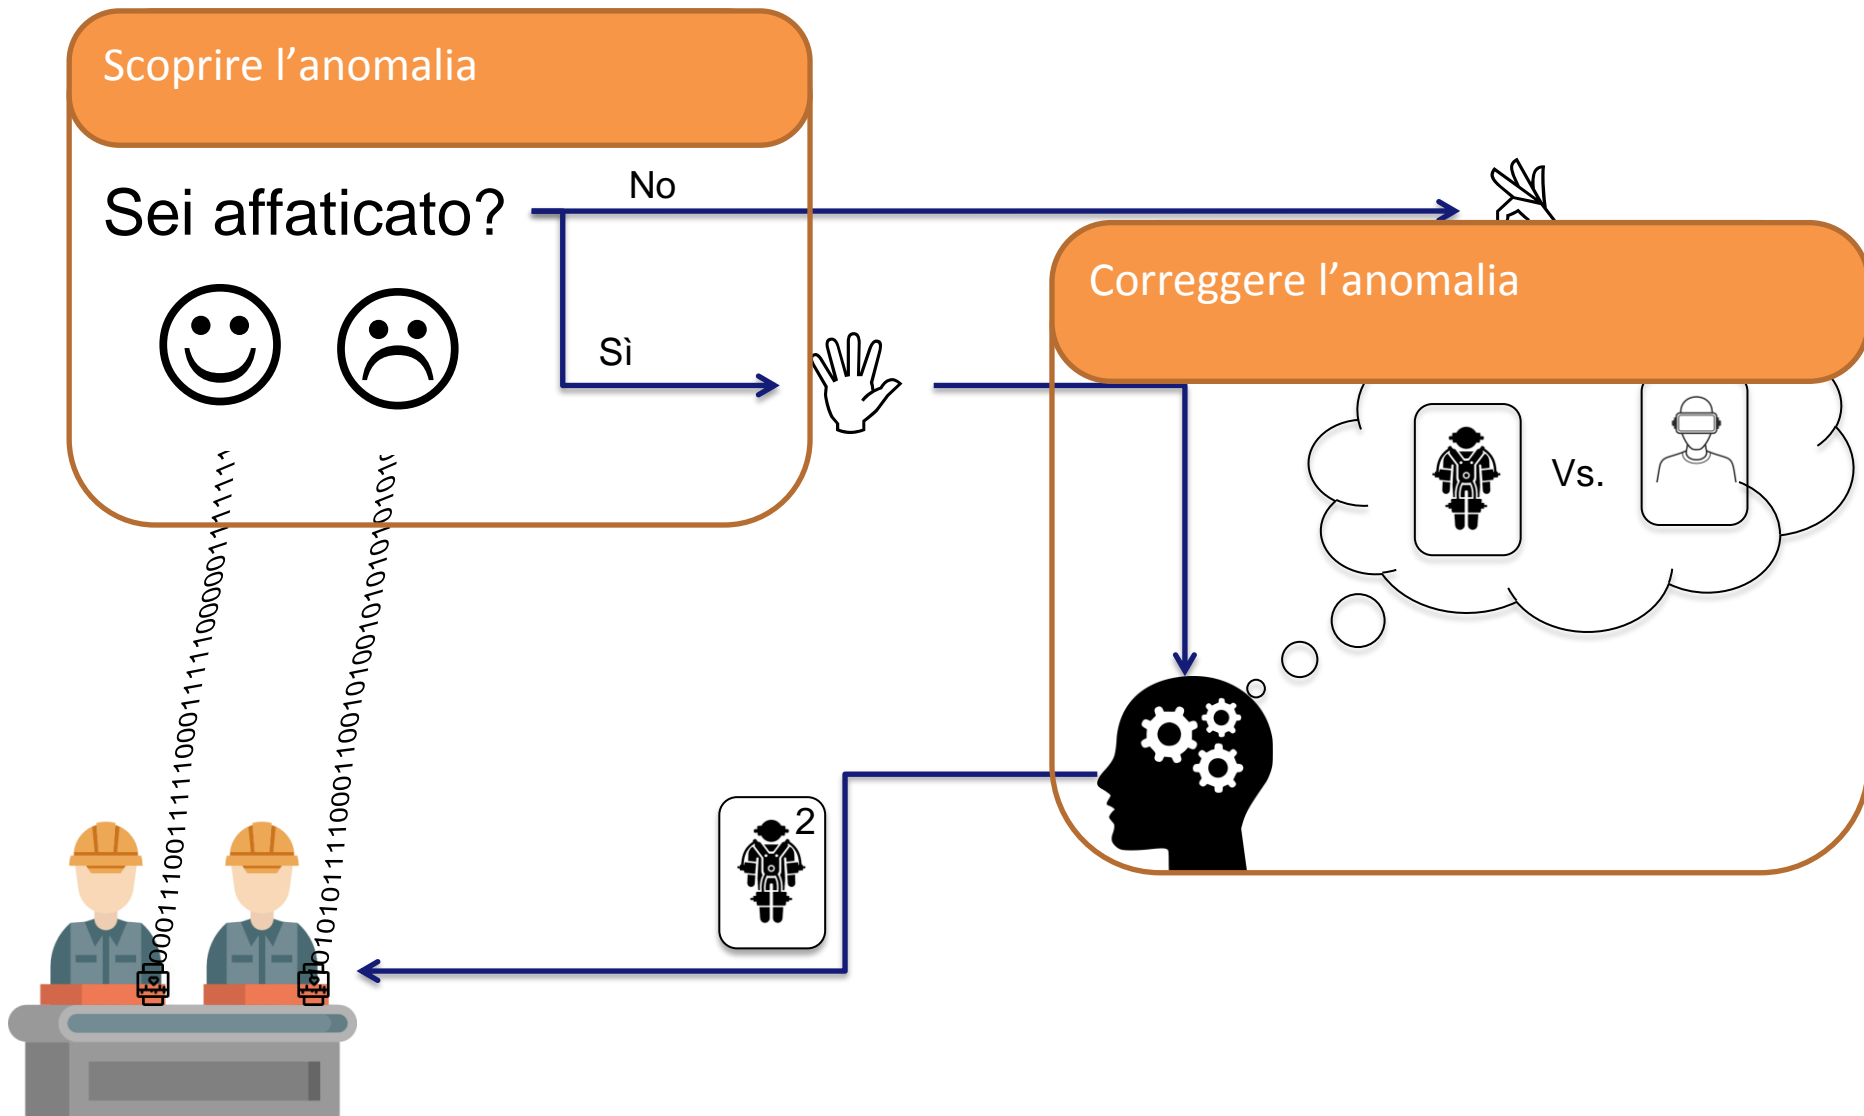 Scoprire l’anomalia
Sei affaticato?
No
Sì
Correggere l’anomalia
Vs.
2